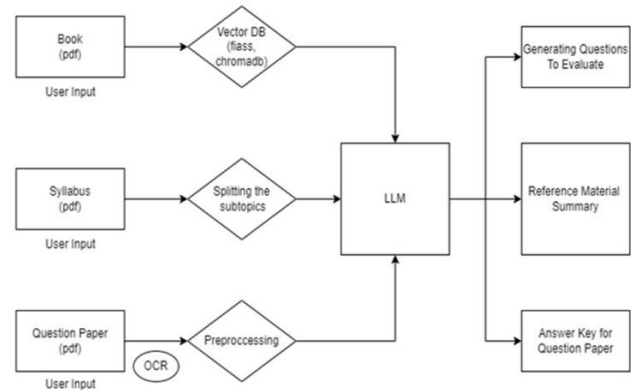 Book
(pdf)
User Input
Vector DB
(fiass,
chromadb)
Generating Questions
To Evaluate
Syllabus
(pdf)
User Input
Splitting the
subtopics
LLM
Reference Material
Summary
Question Paper
(pdf)
User Input
OCR
Preproccessing
Answer Key for
Question Paper